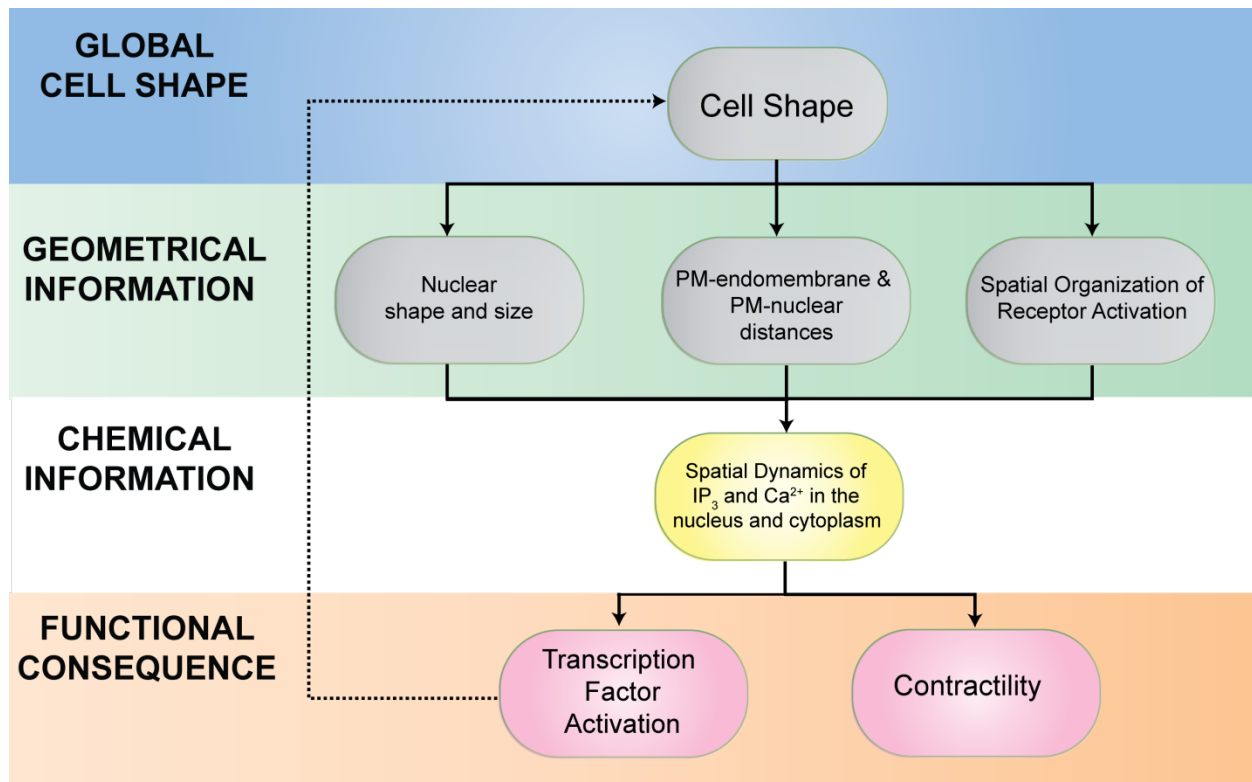 GLOBAL
CELL SHAPE
Cell Shape
GEOMETRICAL
INFORMATION
Nuclear
shape and size
PM-endomembrane &
PM-nuclear
distances
Spatial Organization of
Receptor Activation
CHEMICAL
INFORMATION
Spatial Dynamics of
IP₃ and Ca²⁺ in the
nucleus and cytoplasm
FUNCTIONAL
CONSEQUENCE
Transcription
Factor
Activation
Contractility